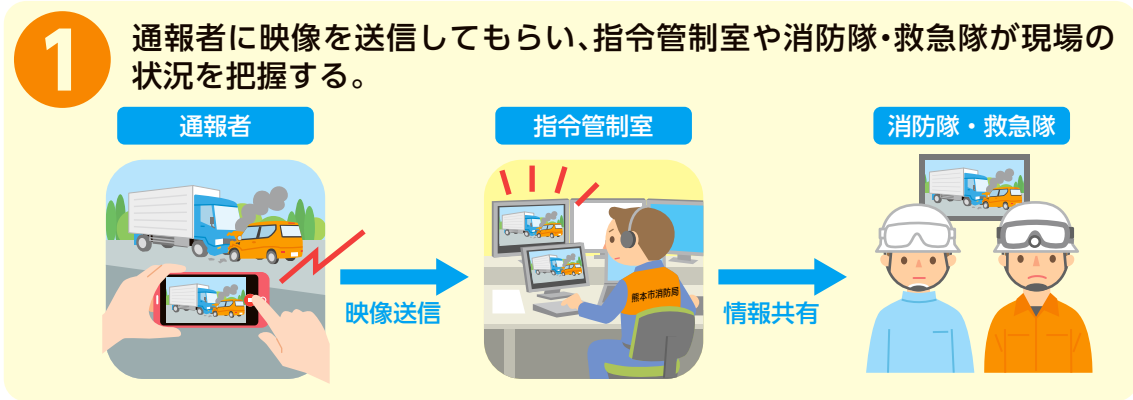 1
通報者に映像を送信してもらい、指令管制室や消防隊・救急隊が現場の
状況を把握する。
通報者
指令管制室
消防隊・救急隊
熊本市消防局
映像送信
情報共有